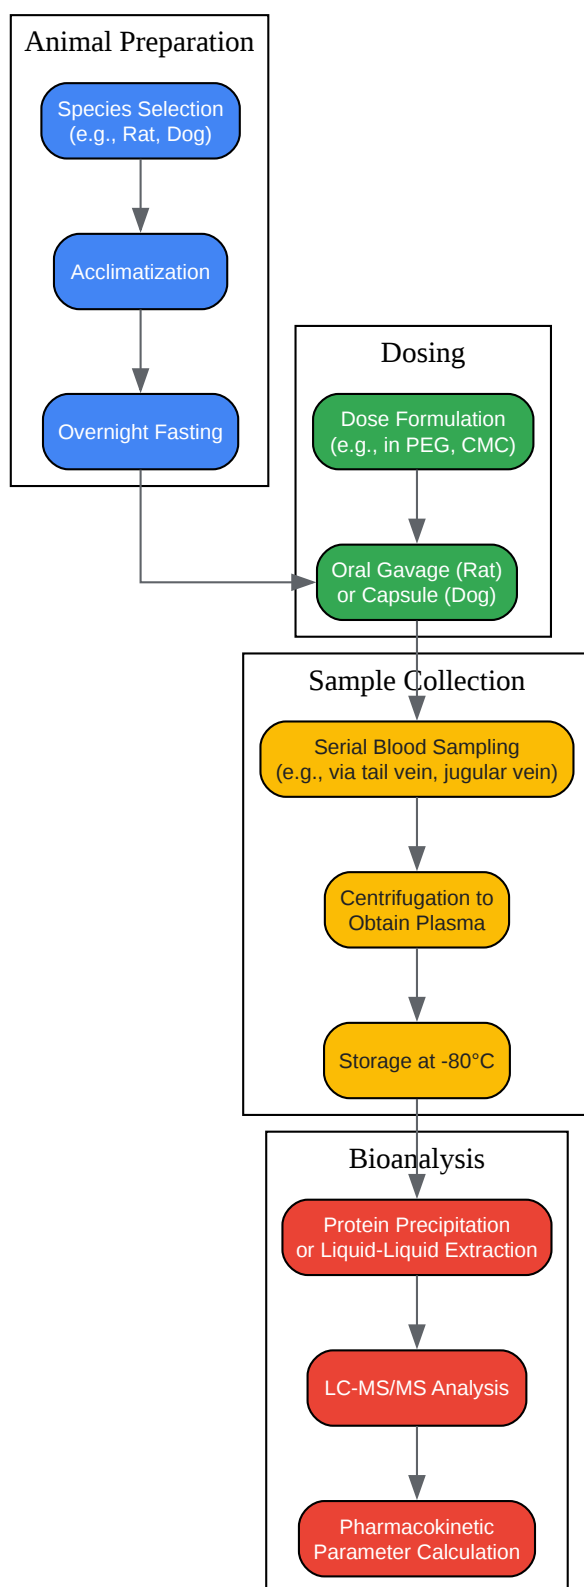 Animal Preparation
Species Selection
(e.g., Rat, Dog)
Acclimatization
Overnight Fasting
Dosing
Dose Formulation
(e.g., in PEG, CMC)
Oral Gavage (Rat)
or Capsule (Dog)
Sample Collection
Serial Blood Sampling
(e.g., via tail vein, jugular vein)
Centrifugation to
Obtain Plasma
Storage at -80°C
Bioanalysis
Protein Precipitation
or Liquid-Liquid Extraction
LC-MS/MS Analysis
Pharmacokinetic
Parameter Calculation